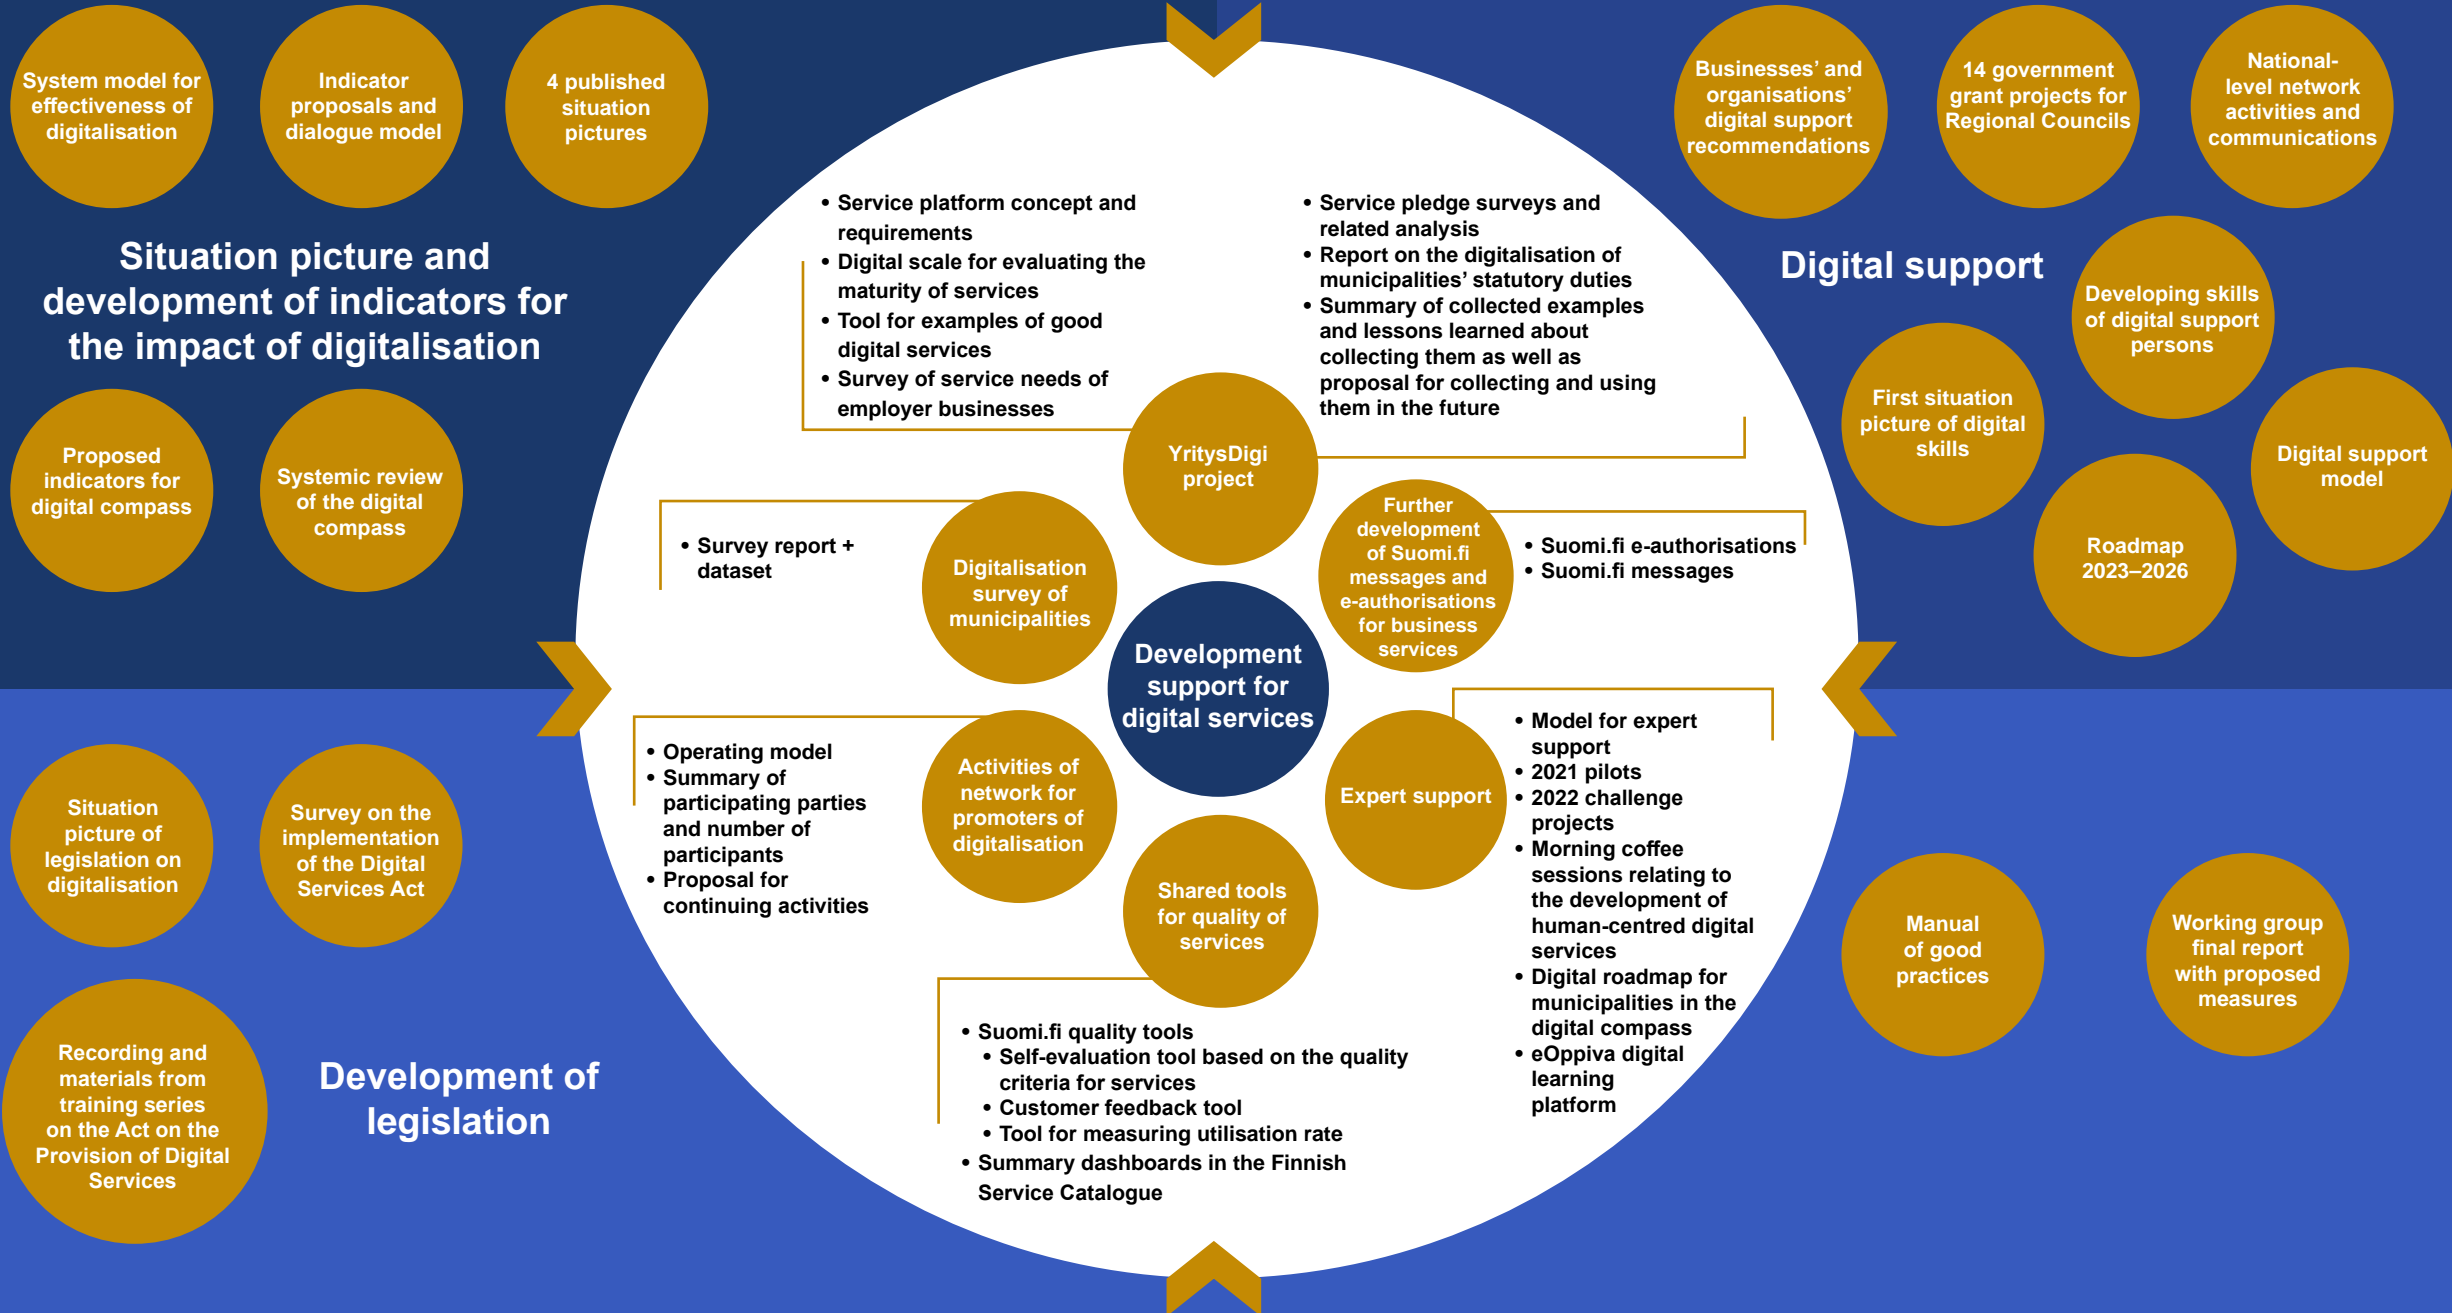 System model for
effectiveness of
digitalisation
Indicator
proposals and
dialogue model
4 published
situation
pictures
Situation picture and
development of indicators for
the impact of digitalisation
Proposed
indicators for
digital compass
Systemic review
of the digital
compass
Businesses’ and
organisations’
digital support
recommendations
14 government
grant projects for
Regional Councils
National-
level network
activities and
communications
Digital support
Developing skills
of digital support
persons
First situation
picture of digital
skills
Digital support
model
Roadmap
2023–2026
• Service platform concept and
requirements
• Digital scale for evaluating the
maturity of services
• Tool for examples of good
digital services
• Survey of service needs of
employer businesses
• Service pledge surveys and
related analysis
• Report on the digitalisation of
municipalities’ statutory duties
• Summary of collected examples
and lessons learned about
collecting them as well as
proposal for collecting and using
them in the future
YritysDigi
project
• Survey report +
dataset
Digitalisation
survey of
municipalities
Further
development
of Suomi.fi
messages and
e-authorisations
for business
services
• Suomi.fi e-authorisations
• Suomi.fi messages
Development
support for
digital services
• Operating model
• Summary of
participating parties
and number of
participants
• Proposal for
continuing activities
Activities of
network for
promoters of
digitalisation
Expert support
• Model for expert
support
• 2021 pilots
• 2022 challenge
projects
• Morning coffee
sessions relating to
the development of
human-centred digital
services
• Digital roadmap for
municipalities in the
digital compass
• eOppiva digital
learning
platform
Shared tools
for quality of
services
• Suomi.fi quality tools
• Self-evaluation tool based on the quality
criteria for services
• Customer feedback tool
• Tool for measuring utilisation rate
• Summary dashboards in the Finnish
Service Catalogue
Situation
picture of
legislation on
digitalisation
Survey on the
implementation
of the Digital
Services Act
Recording and
materials from
training series
on the Act on the
Provision of Digital
Services
Development of
legislation
Manual
of good
practices
Working group
final report
with proposed
measures